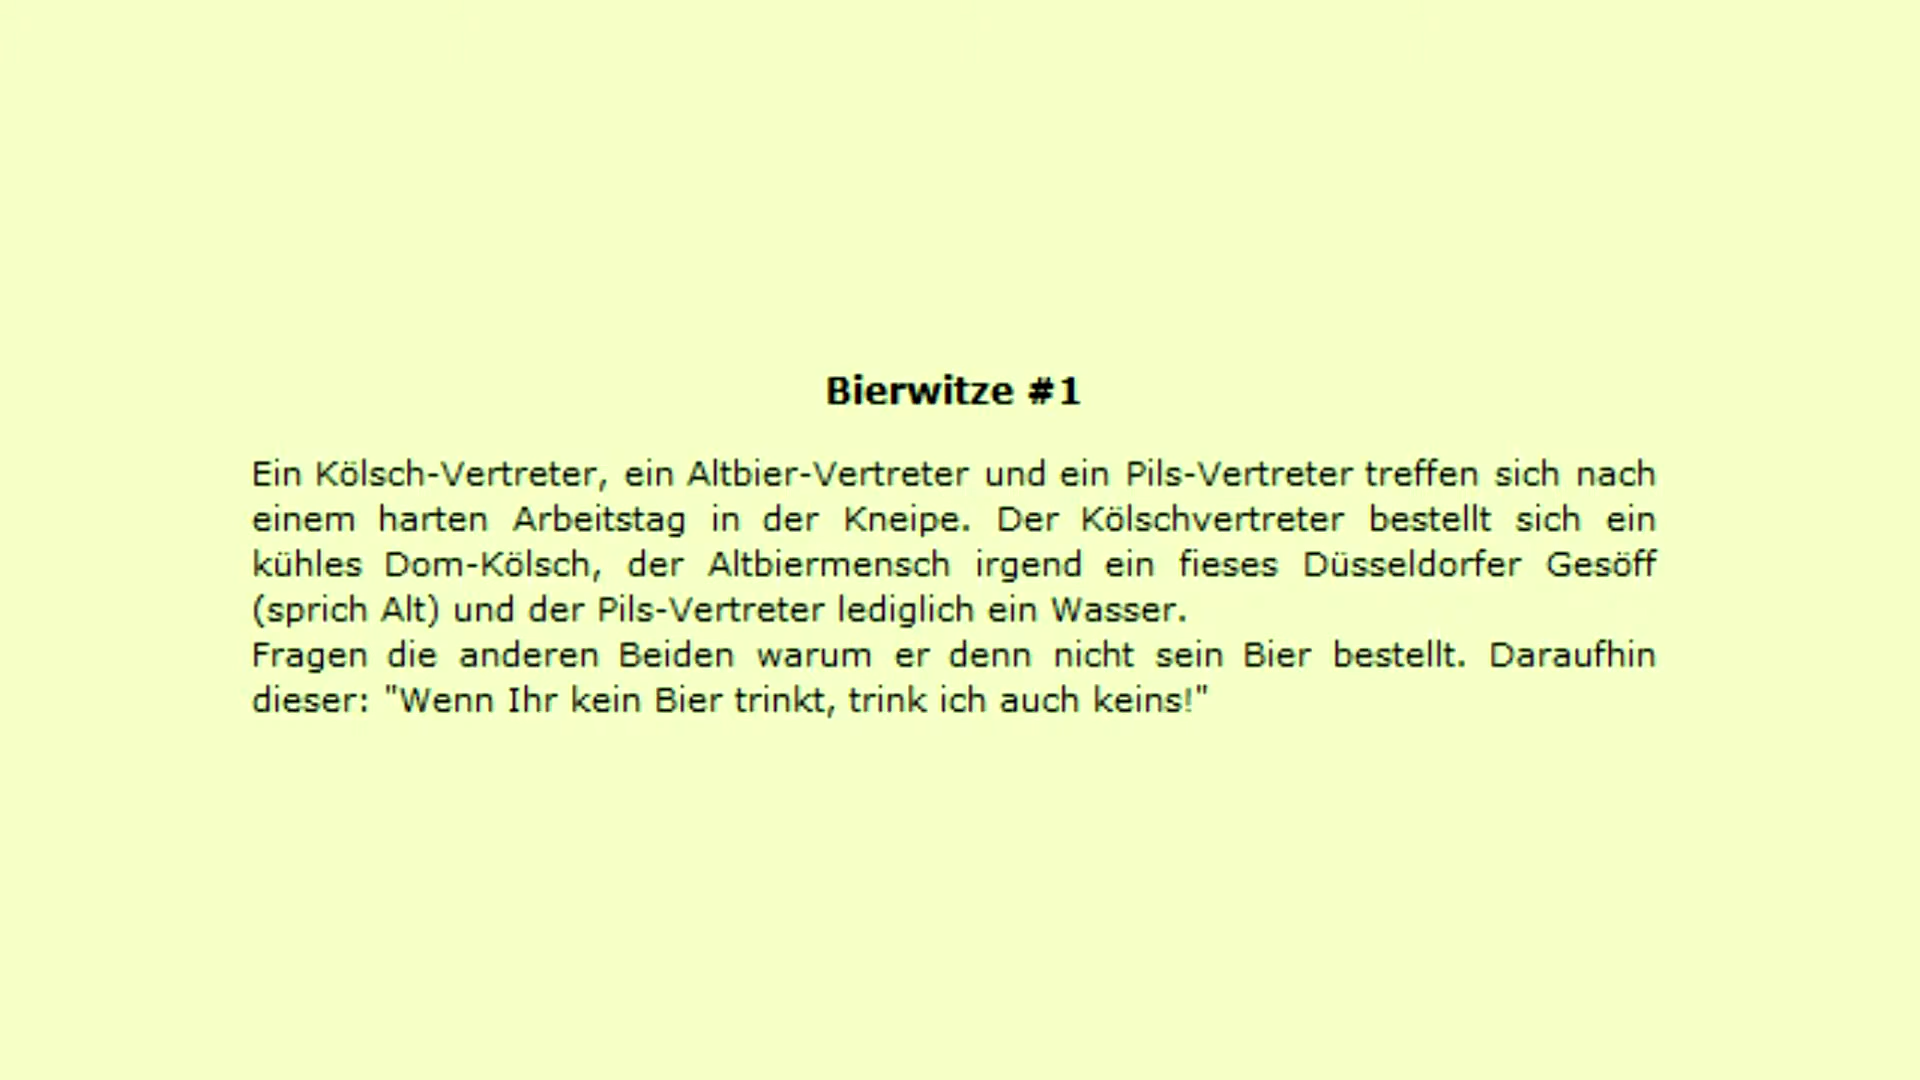 Bierwitze #1
Ein Kölsch-Vertreter, ein Altbier-Vertreter und ein Pils-Vertreter treffen sich nach
einem harten Arbeitstag in der Kneipe. Der Kölschvertreter bestellt sich ein
kühles Dom-Kölsch, der Altbiermensch irgend ein fieses Düsseldorfer Gesöff
(sprich Alt) und der Pils-Vertreter lediglich ein Wasser.
Fragen die anderen Beiden warum er denn nicht sein Bier bestellt. Daraufhin
dieser: "Wenn Ihr kein Bier trinkt, trink ich auch keins!"